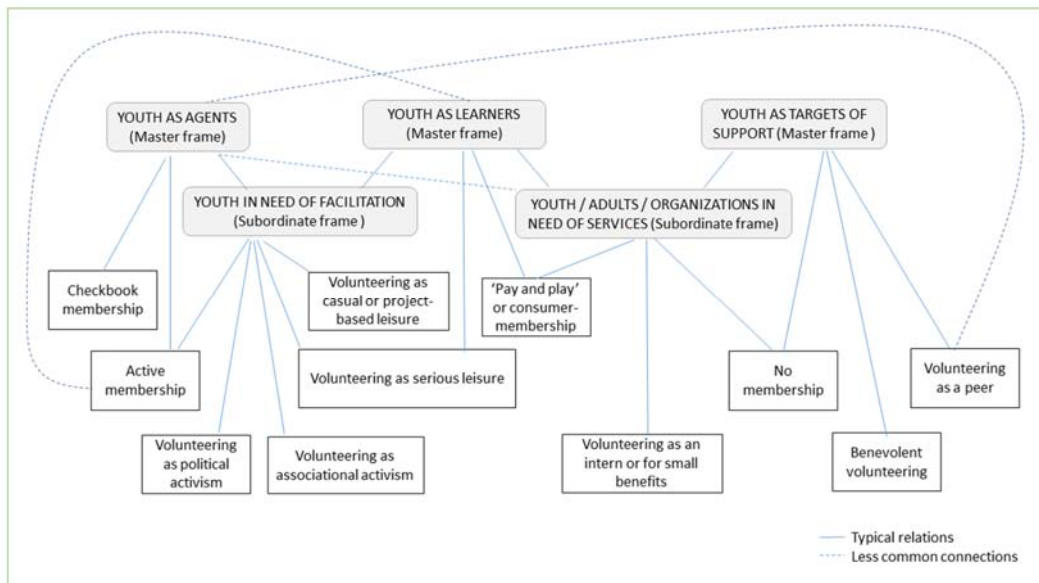 YOUTH AS AGENTS
(Master frame)
YOUTH AS LEARNERS
(Master frame)
YOUTH AS TARGETS OF
SUPPORT (Master frame )
YOUTH IN NEED OF FACILITATION
(Subordinate frame )
YOUTH / ADULTS / ORGANIZATIONS IN
NEED OF SERVICES (Subordinate frame)
Checkbook
membership
Volunteering as
casual or project-
based leisure
‘Pay and play’
or consumer-
membership
Active
membership
Volunteering as serious leisure
No
membership
Volunteering
as a peer
Volunteering
as political
activism
Volunteering as
associational activism
Volunteering as an
intern or for small
benefits
Benevolent
volunteering
Typical relations
Less common connections